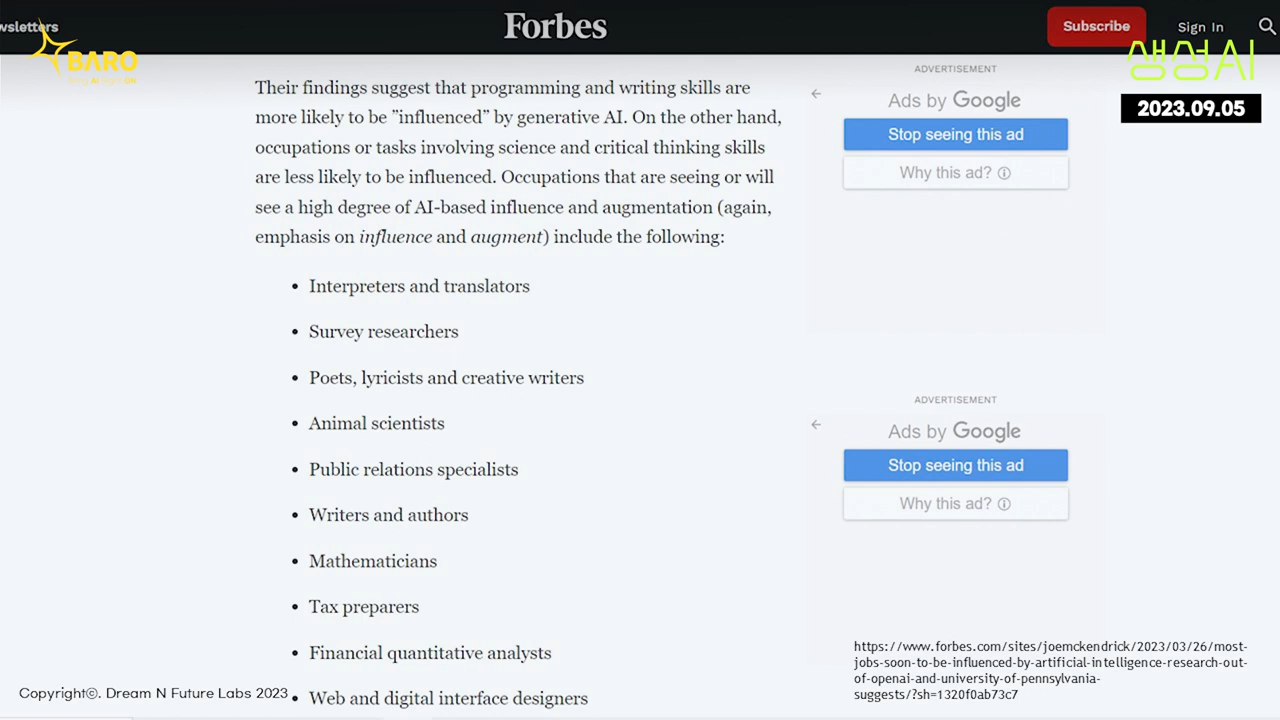 wsletters
Forbes
Subscribe
Sign In
BARO
생성AI
2023.09.05
Their findings suggest that programming and writing skills are
more likely to be ”influenced” by generative AI. On the other hand,
occupations or tasks involving science and critical thinking skills
are less likely to be influenced. Occupations that are seeing or will
see a high degree of AI-based influence and augmentation (again,
emphasis on influence and augment) include the following:
• Interpreters and translators
• Survey researchers
• Poets, lyricists and creative writers
• Animal scientists
• Public relations specialists
• Writers and authors
• Mathematicians
• Tax preparers
• Financial quantitative analysts
• Web and digital interface designers
ADVERTISEMENT
Ads by Google
Stop seeing this ad
Why this ad?
ADVERTISEMENT
Ads by Google
Stop seeing this ad
Why this ad?
https://www.forbes.com/sites/joemckendrick/2023/03/26/most-
jobs-soon-to-be-influenced-by-artificial-intelligence-research-out-
of-openai-and-university-of-pennsylvania-
suggests/?sh=1320f0ab73c7
Copyrightⓒ. Dream N Future Labs 2023